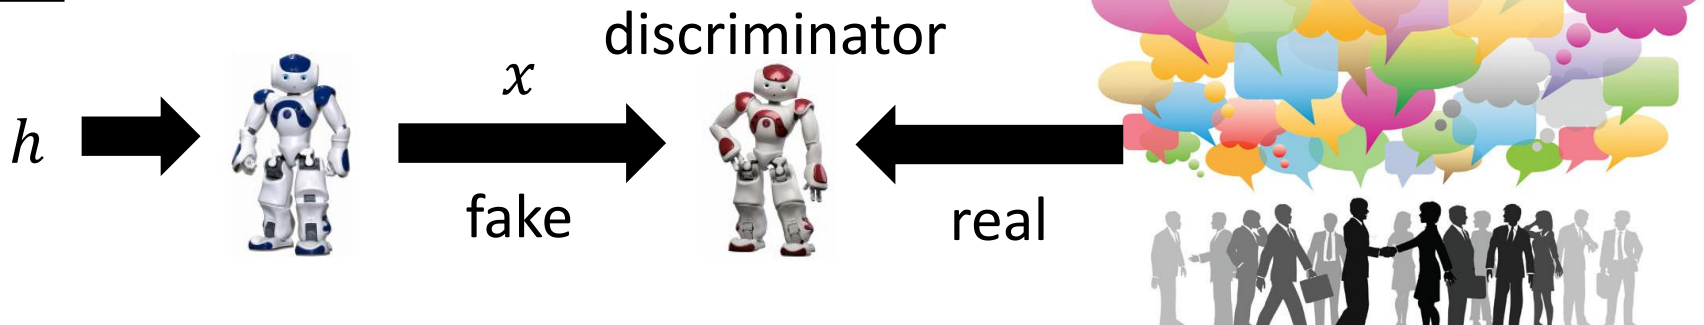 discriminator
x
h
fake
real